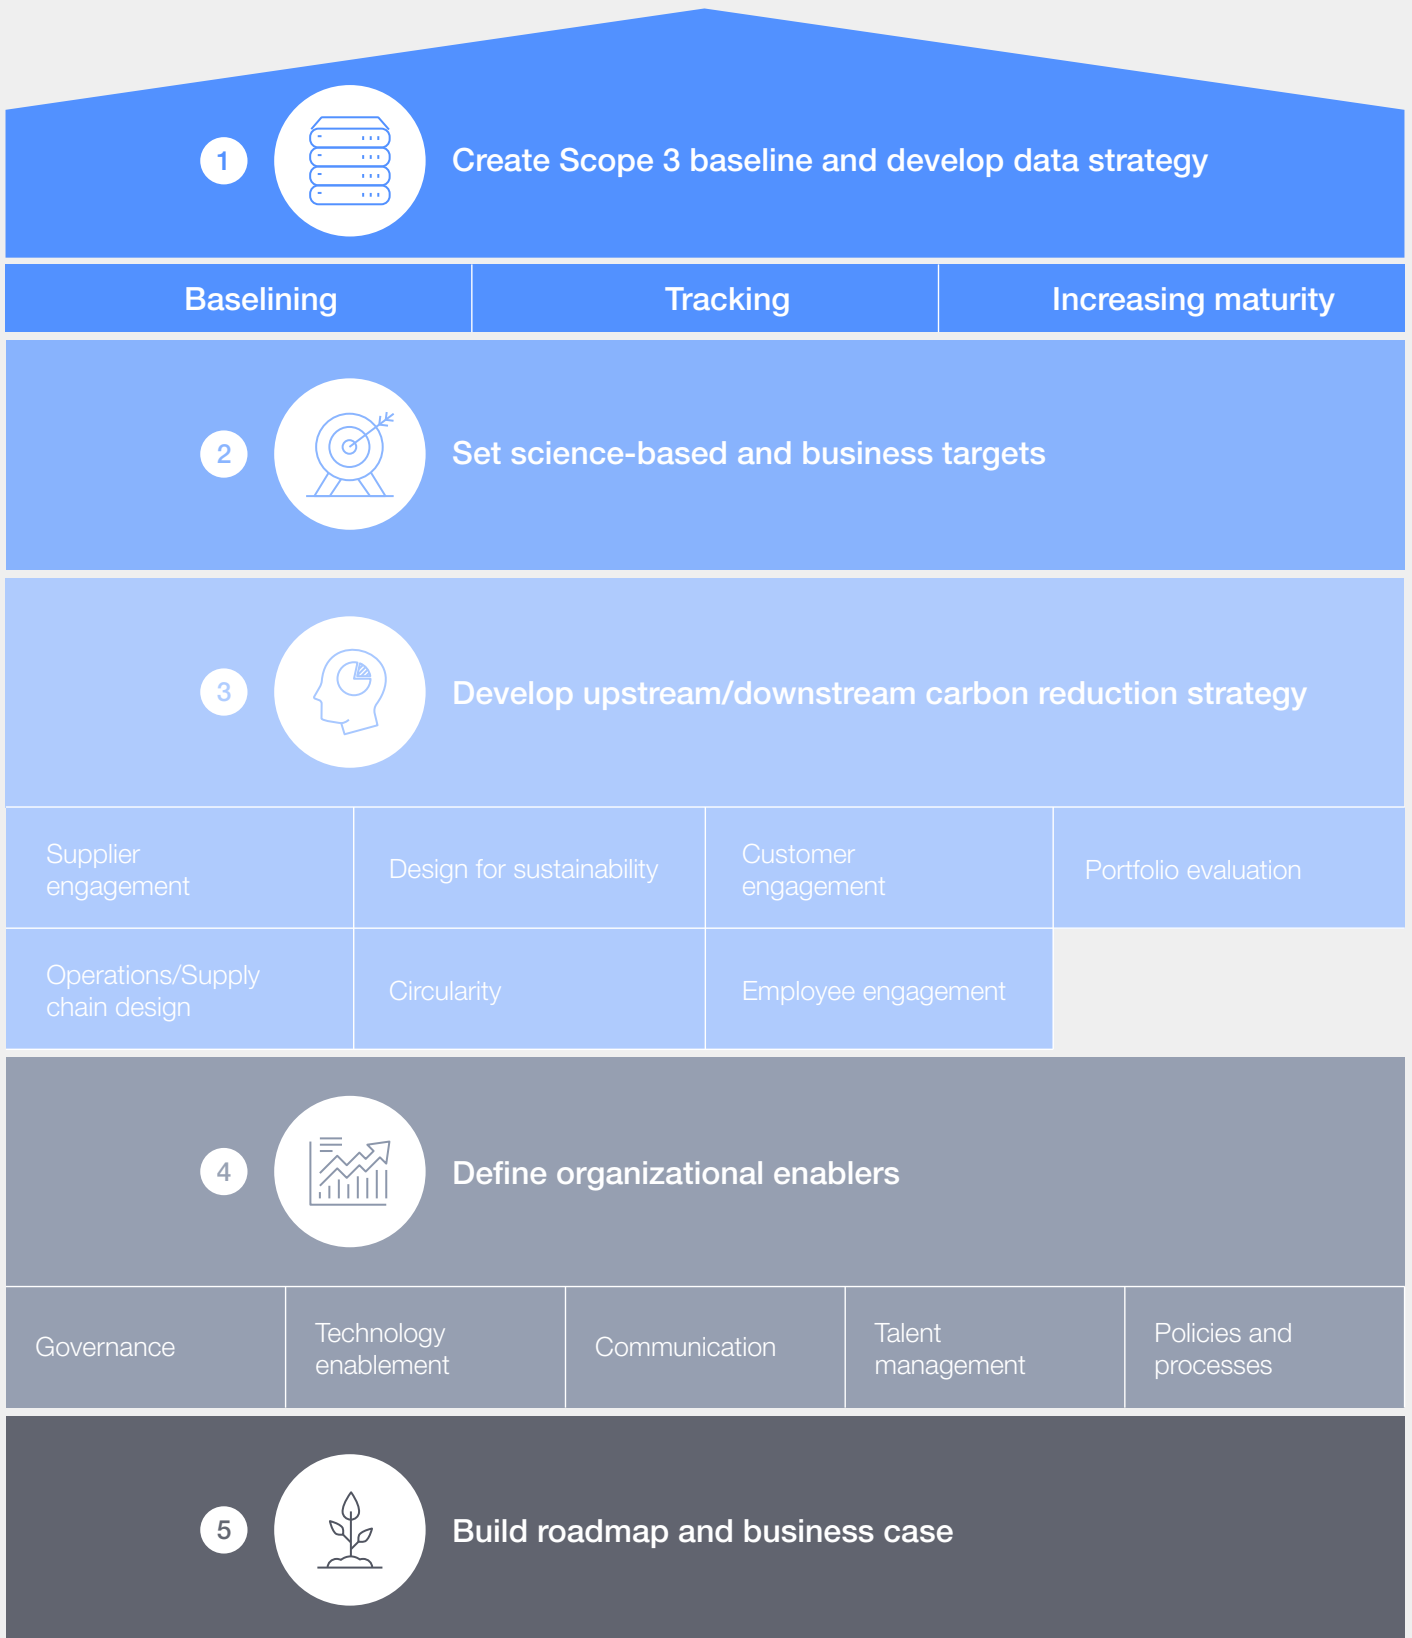 1
Create Scope 3 baseline and develop data strategy
Baselining
Tracking
Increasing maturity
2
Set science-based and business targets
3
Develop upstream/downstream carbon reduction strategy
Supplier
engagement
Design for sustainability
Customer
engagement
Portfolio evaluation
Operations/Supply
chain design
Circularity
Employee engagement
4
Define organizational enablers
Governance
Technology
enablement
Communication
Talent
management
Policies and
processes
5
Build roadmap and business case